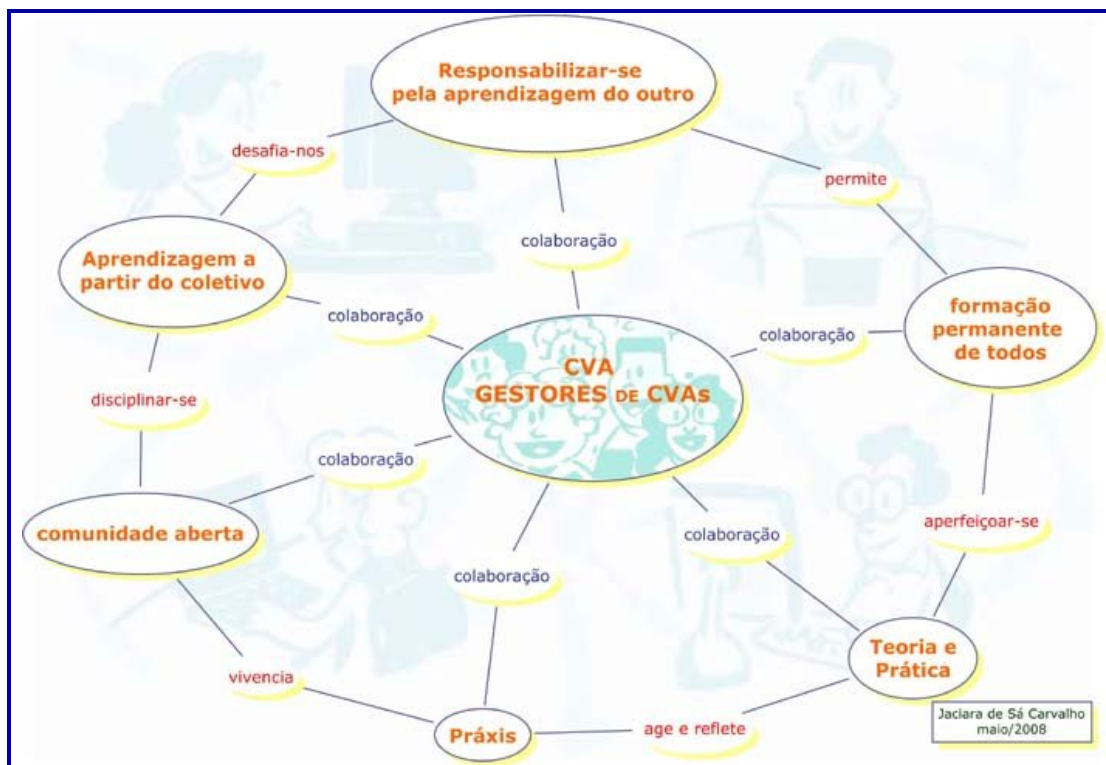 Responsabilizar-se
pela aprendizagem do outro
desafia-nos
permite
colaboração
Aprendizagem a
partir do coletivo
colaboração
colaboração
formação
permanente
de todos
CVA
GESTORES DE CVAs
disciplinar-se
colaboração
comunidade aberta
colaboração
aperfeiçoar-se
colaboração
vivencia
Teoria e
Prática
Práxis
age e reflete
Jaciara de Sá Carvalho
maio/2008